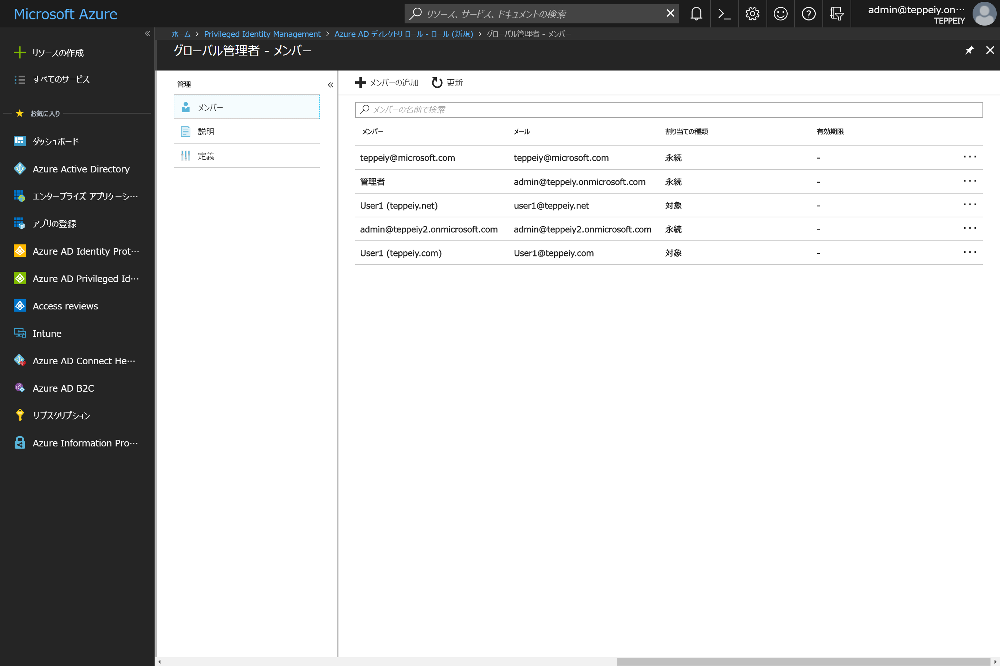 Microsoft Azure
リソース、サービス、ドキュメントの検索
admin@teppeiy.on···
TEPPEIY
ホーム > Privileged Identity Management > Azure AD ディレクトリ ロール - ロール (新規) > グローバル管理者 - メンバー
グローバル管理者 - メンバー
リソースの作成
すべてのサービス
お気に入り
ダッシュボード
Azure Active Directory
エンタープライズ アプリケーシ···
アプリの登録
Azure AD Identity Prot···
Azure AD Privileged Id···
Access reviews
Intune
Azure AD Connect He···
Azure AD B2C
サブスクリプション
Azure Information Pro···
管理
メンバー
説明
定義
メンバーの追加 更新
メンバーの名前で検索
メンバー メール 割り当ての種類 有効期限
teppeiy@microsoft.com teppeiy@microsoft.com 永続 - ···
管理者 admin@teppeiy.onmicrosoft.com 永続 - ···
User1 (teppeiy.net) user1@teppeiy.net 対象 - ···
admin@teppeiy2.onmicrosoft.com admin@teppeiy2.onmicrosoft.com 永続 - ···
User1 (teppeiy.com) User1@teppeiy.com 対象 - ···